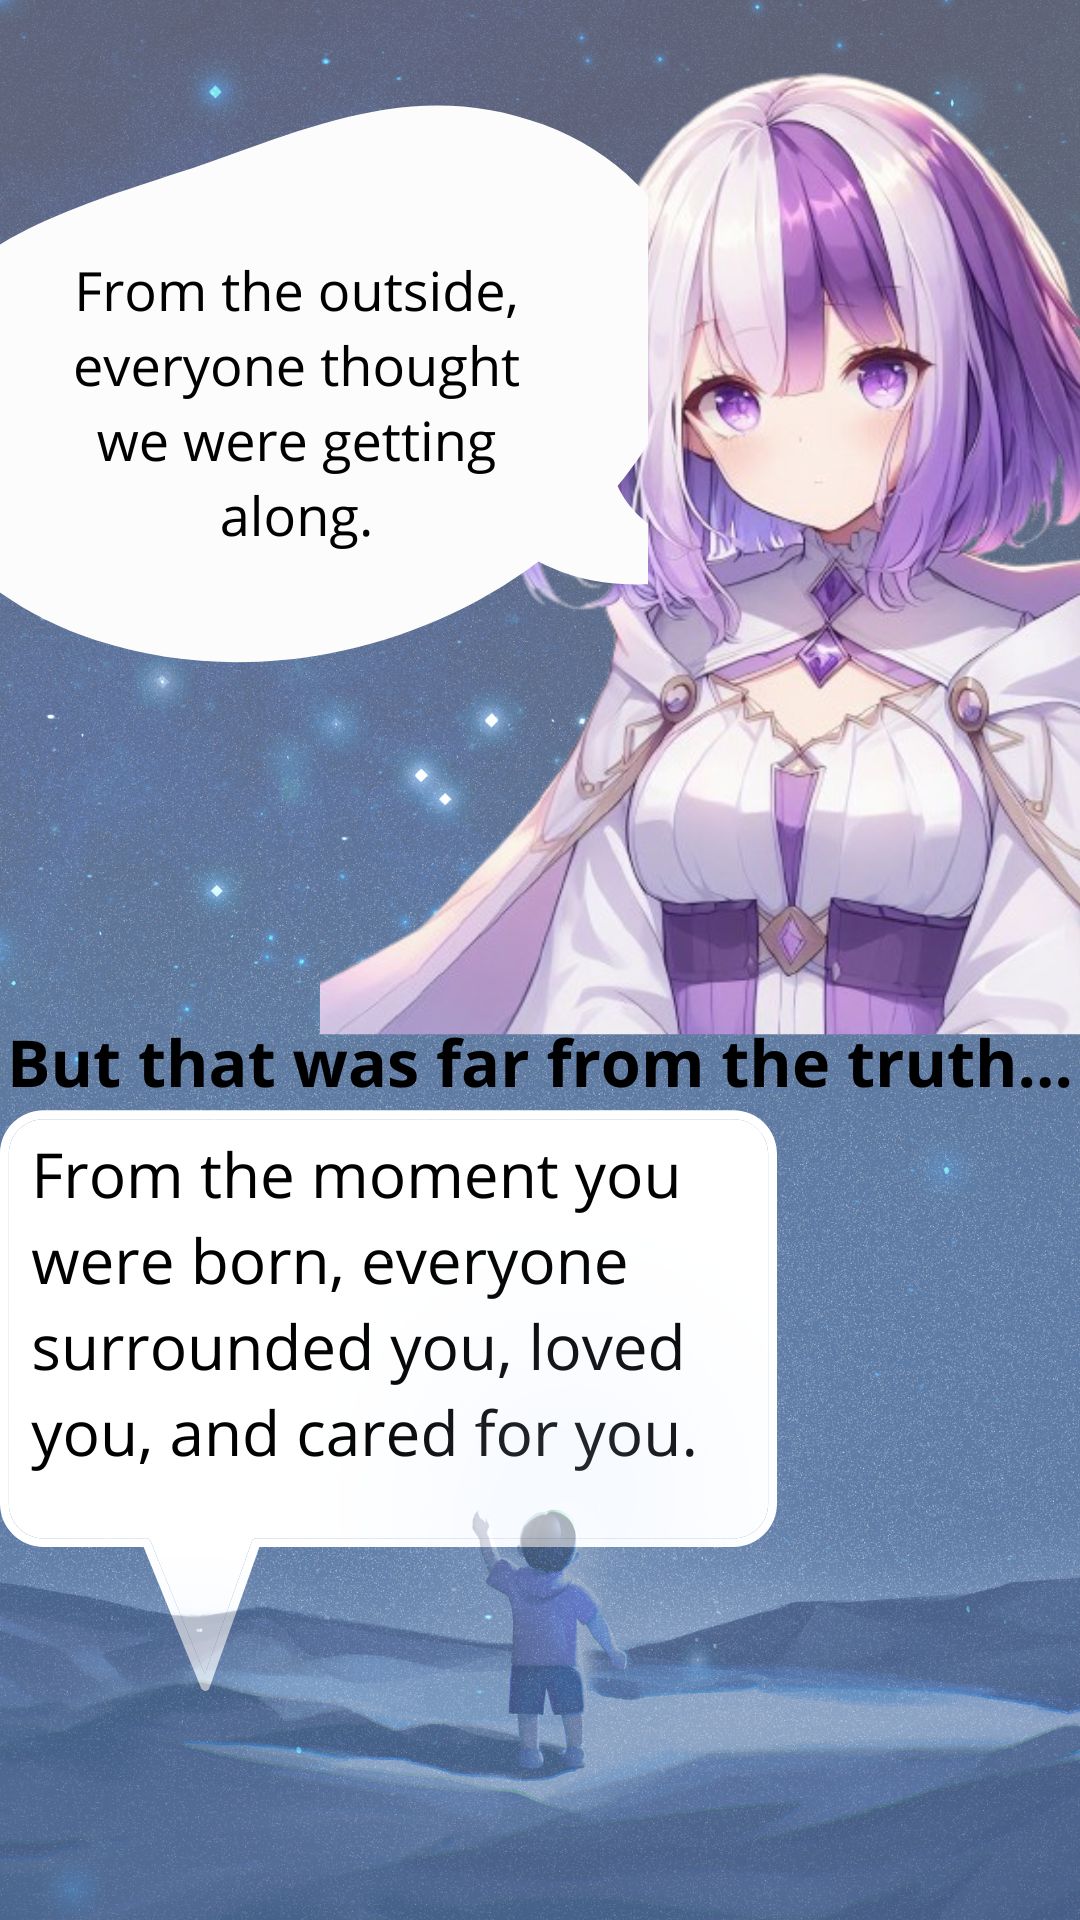 From the outside,
everyone thought
we were getting
along.
But that was far from the truth...
From the moment you
were born, everyone
surrounded you, loved
you, and cared for you.